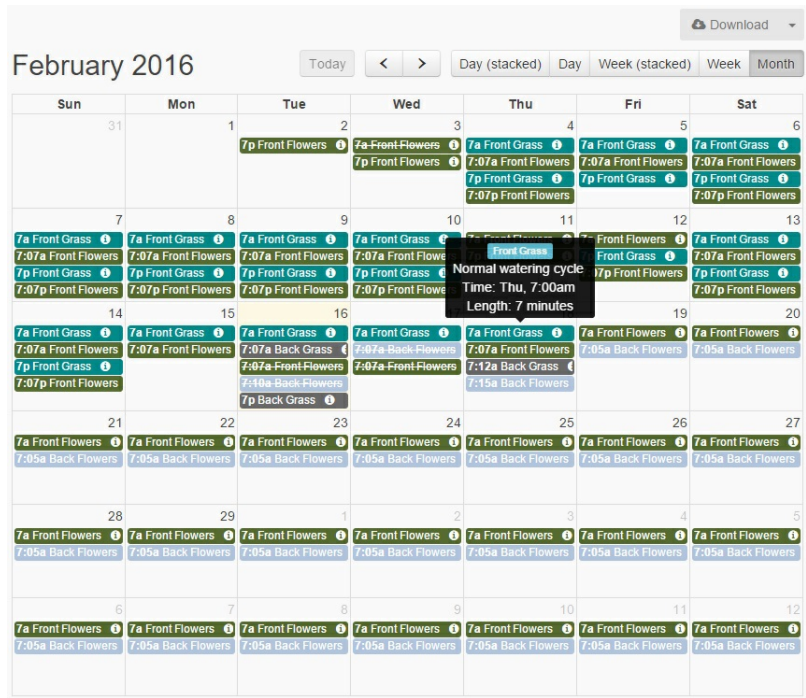 Download
February 2016
Today < > Day (stacked) Day Week (stacked) Week Month
Sun Mon Tue Wed Thu Fri Sat
31 1 2 3 4 5 6
7p Front Flowers 7a Front Flowers 7a Front Grass 7a Front Grass 7a Front Grass
7p Front Flowers 7:07a Front Flowers 7:07a Front Flowers 7:07a Front Flowers
7p Front Grass 7p Front Grass 7p Front Grass
7:07p Front Flowers 7:07p Front Flowers
7 8 9 10 11 12 13
7a Front Grass 7a Front Grass 7a Front Grass 7a Front Grass 7a Front Flowers Front Flowers 7a Front Grass
7:07a Front Flowers 7:07a Front Flowers 7:07a Front Flowers 7:07a Front Front Grass 7:07a Front Flowers
7p Front Grass 7p Front Grass 7p Front Grass 7p Front Grass Front Flowers 7p Front Grass
7:07p Front Flowers 7:07p Front Flowers 7:07p Front Flowers 7:07p Front 7:07p Front Flowers
Front Grass
Normal watering cycle
Time: Thu, 7:00am
Length: 7 minutes
14 15 16 19 20
7a Front Grass 7a Front Grass 7a Front Grass 7a Front Grass 7a Front Grass 7a Front Flowers 7a Front Flowers
7:07a Front Flowers 7:07a Front Flowers 7:07a Back Grass 7:07a Back Flowers 7:07a Front Flowers 7:05a Back Flowers 7:05a Back Flowers
7p Front Grass 7:07a Front Flowers 7:07a Front Flowers 7:12a Back Grass
7:07p Front Flowers 7:10a Back Flowers 7:15a Back Flowers
7p Back Grass
21 22 23 24 25 26 27
7a Front Flowers 7a Front Flowers 7a Front Flowers 7a Front Flowers 7a Front Flowers 7a Front Flowers 7a Front Flowers
7:05a Back Flowers 7:05a Back Flowers 7:05a Back Flowers 7:05a Back Flowers 7:05a Back Flowers 7:05a Back Flowers 7:05a Back Flowers
28 29 1 2 3 4 5
7a Front Flowers 7a Front Flowers 7a Front Flowers 7a Front Flowers 7a Front Flowers 7a Front Flowers 7a Front Flowers
7:05a Back Flowers 7:05a Back Flowers 7:05a Back Flowers 7:05a Back Flowers 7:05a Back Flowers 7:05a Back Flowers 7:05a Back Flowers
6 7 8 9 10 11 12
7a Front Flowers 7a Front Flowers 7a Front Flowers 7a Front Flowers 7a Front Flowers 7a Front Flowers 7a Front Flowers
7:05a Back Flowers 7:05a Back Flowers 7:05a Back Flowers 7:05a Back Flowers 7:05a Back Flowers 7:05a Back Flowers 7:05a Back Flowers